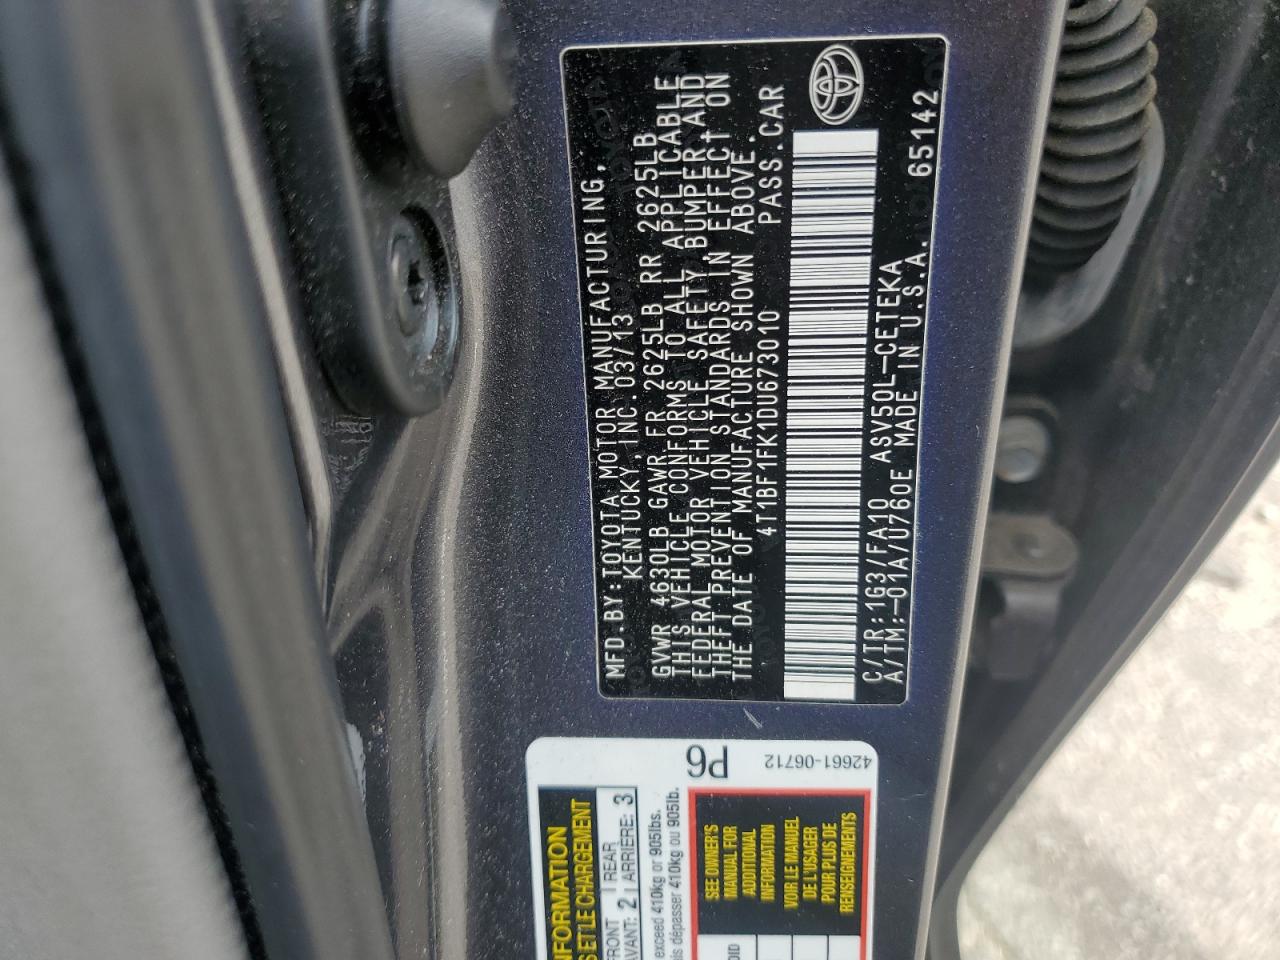 MFD.BY:TOYOTA MOTOR MANUFACTURING,
KENTUCKY,INC.03/13
GVWR 4630LB GAWR FR 2625LB RR 2625LB
THIS VEHICLE CONFORMS TO ALL APPLICABLE
FEDERAL MOTOR VEHICLE SAFETY,BUMPER,AND
THEFT PREVENTION STANDARDS IN EFFECT ON
THE DATE OF MANUFACTURE SHOWN ABOVE.
4T1BF1FK1DU673010 PASS.CAR
C/TR:1G3/FA10 ASV50L-CETEKA
A/TM:-01A/U760E MADE IN U.S.A. 65142
P6
42661-06712
FRONT 2 REAR 3
AVANT: ARRIÈRE:
exceed 410kg or 905lbs.
dépasser 410kg ou 905lb.
SEE OWNER'S
MANUAL FOR
ADDITIONAL
INFORMATION
VOIR LE MANUEL
DE L'USAGER
POUR PLUS DE
RENSEIGNEMENTS